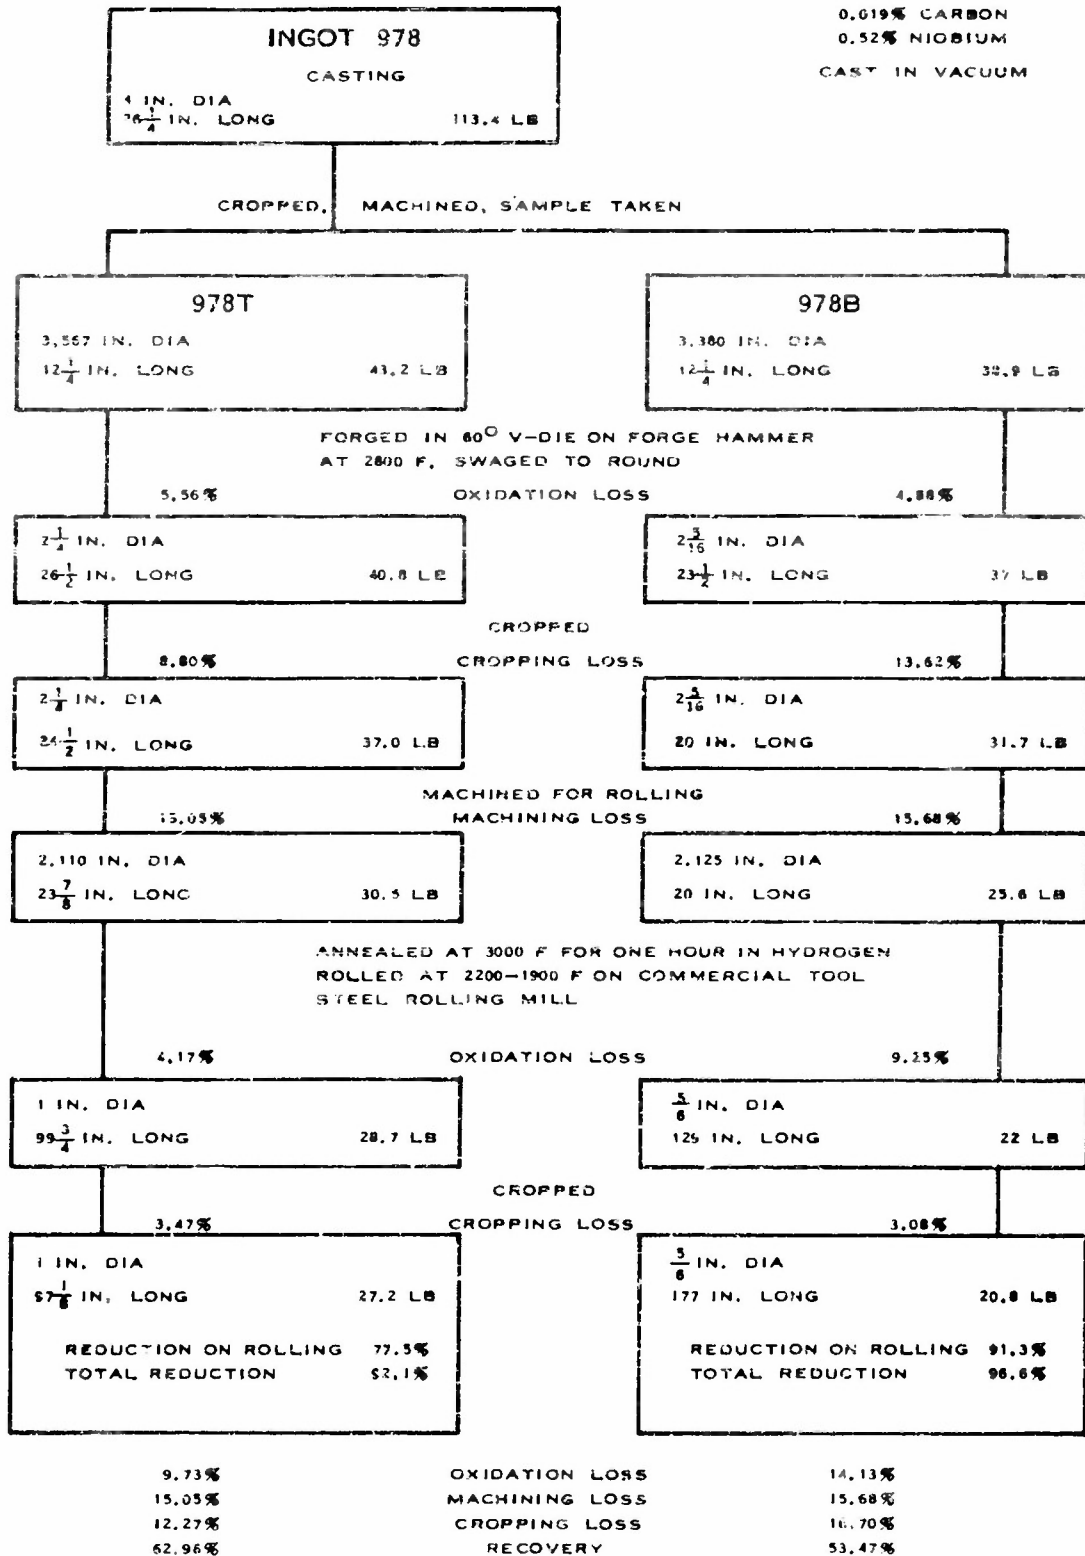 0.019% CARBON
0.52% NIOBIUM
CAST IN VACUUM
INGOT 978
CASTING
4 IN. DIA
26 1/4 IN. LONG 113.4 LB
CROPPED, MACHINED, SAMPLE TAKEN
978T
3,567 IN. DIA
12 1/4 IN. LONG 43.2 LB
978B
3,380 IN. DIA
12 1/4 IN. LONG 38.9 LB
FORGED IN 60° V-DIE ON FORGE HAMMER
AT 2800 F, SWAGED TO ROUND
5.56% OXIDATION LOSS 4.88%
2 1/4 IN. DIA
26 1/2 IN. LONG 40.8 LB
2 5/16 IN. DIA
23 1/2 IN. LONG 37 LB
CROPPED
8.80% CROPPING LOSS 13.62%
2 1/4 IN. DIA
24 1/2 IN. LONG 37.0 LB
2 5/16 IN. DIA
20 IN. LONG 31.7 LB
MACHINED FOR ROLLING
15.05% MACHINING LOSS 15.68%
2,110 IN. DIA
23 7/8 IN. LONG 30.5 LB
2,125 IN. DIA
20 IN. LONG 25.6 LB
ANNEALED AT 3000 F FOR ONE HOUR IN HYDROGEN
ROLLED AT 2200-1900 F ON COMMERCIAL TOOL
STEEL ROLLING MILL
4.17% OXIDATION LOSS 9.25%
1 IN. DIA
99 3/4 IN. LONG 28.7 LB
IN. DIA
IN. LONG 22 LB
CROPPED
3.47% CROPPING LOSS 3.08%
1 IN. DIA
IN. LONG 27.2 LB
IN. DIA
177 IN. LONG 20.8 LB
REDUCTION ON ROLLING 77.5%
TOTAL REDUCTION
REDUCTION ON ROLLING 91.3%
TOTAL REDUCTION 96.6%
9.73% OXIDATION LOSS 14.13%
15.05% MACHINING LOSS 15.68%
12.27% CROPPING LOSS 16.70%
62.96% RECOVERY 53.47%